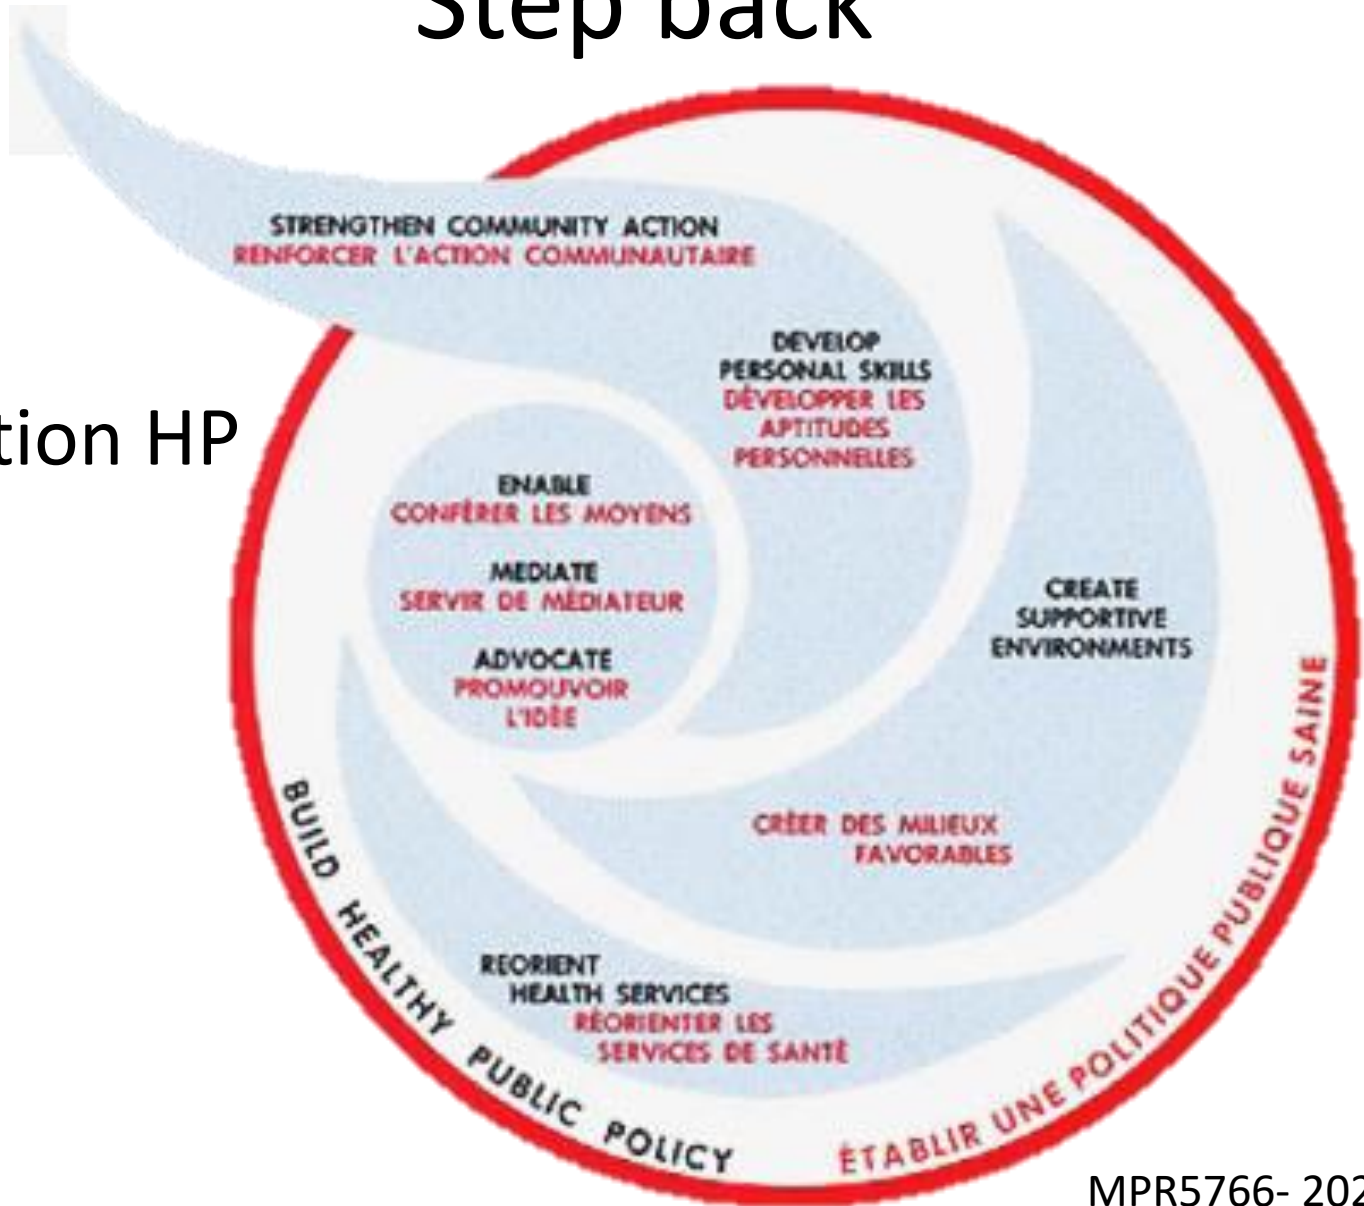 Step back
STRENGTHEN COMMUNITY ACTION
RENFORCER L'ACTION COMMUNAUTAIRE
DEVELOP
PERSONAL SKILLS
DÉVELOPPER LES
APTITUDES
PERSONNELLES
tion HP
ENABLE
CONFÉRER LES MOYENS
MEDIATE
SERVIR DE MÉDIATEUR
ADVOCATE
PROMOUVOIR
L'IDÉE
CREATE
SUPPORTIVE
ENVIRONMENTS
CRÉER DES MILIEUX
FAVORABLES
REORIENT
HEALTH SERVICES
RÉORIENTER LES
SERVICES DE SANTÉ
BUILD HEALTHY PUBLIC POLICY
ÉTABLIR UNE POLITIQUE PUBLIQUE SAINE
MPR5766- 202